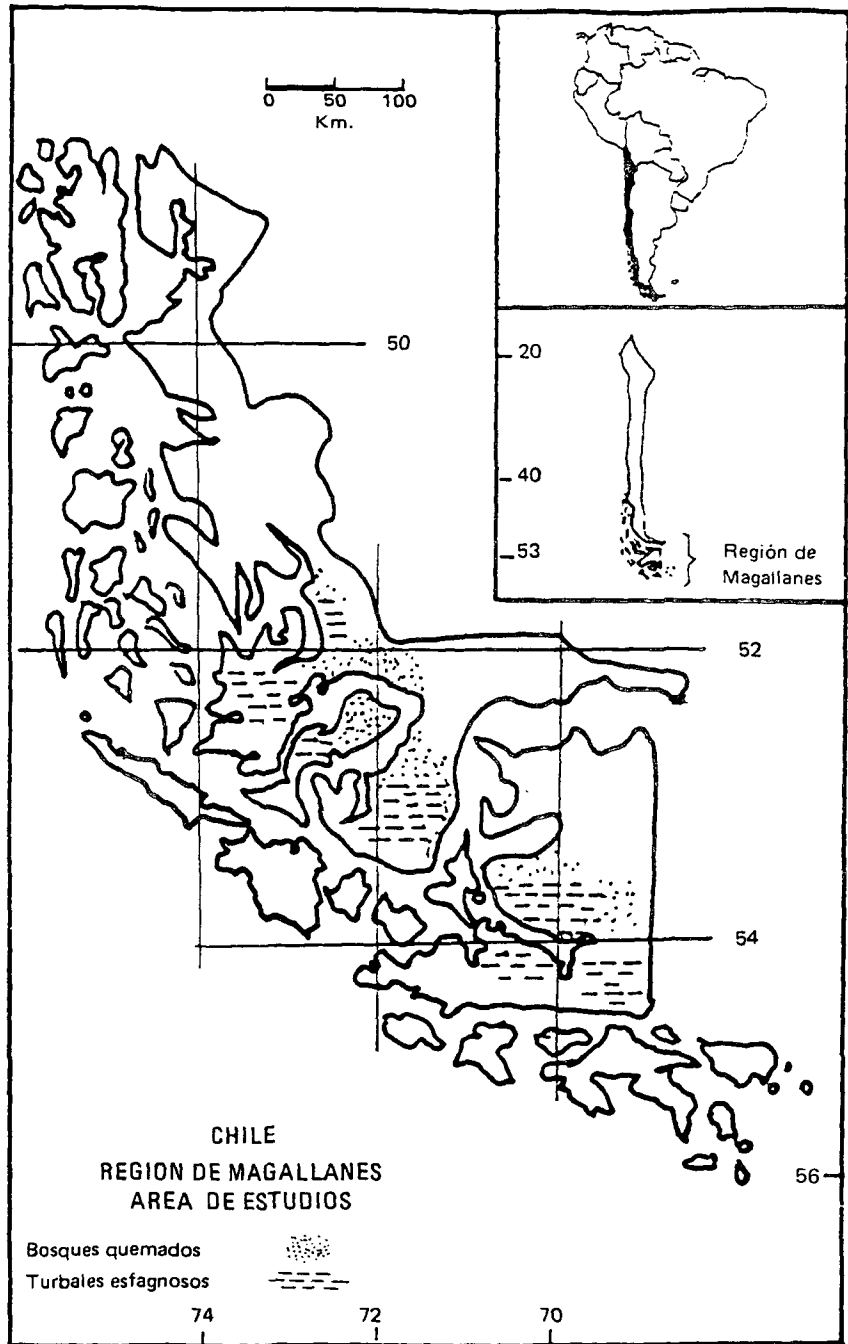 0 50 100
Km.
20
40
53
Región de
Magallanes
50
52
54
56
CHILE
REGION DE MAGALLANES
AREA DE ESTUDIOS
Bosques quemados
Turbales esfagnosos
74 72 70